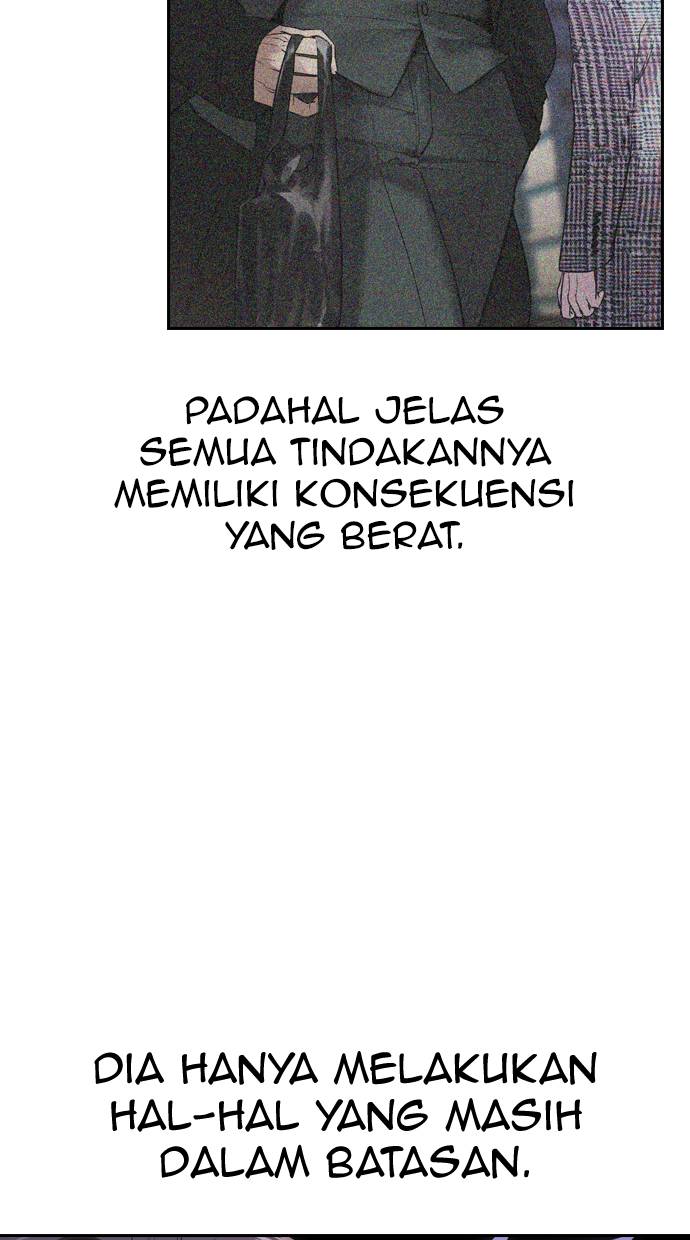 PADAHAL JELAS
SEMUA TINDAKANNYA
MEMILIKI KONSEKUENSI
YANG BERAT.
DIA HANYA MELAKUKAN
HAL-HAL YANG MASIH
DALAM BATASAN.